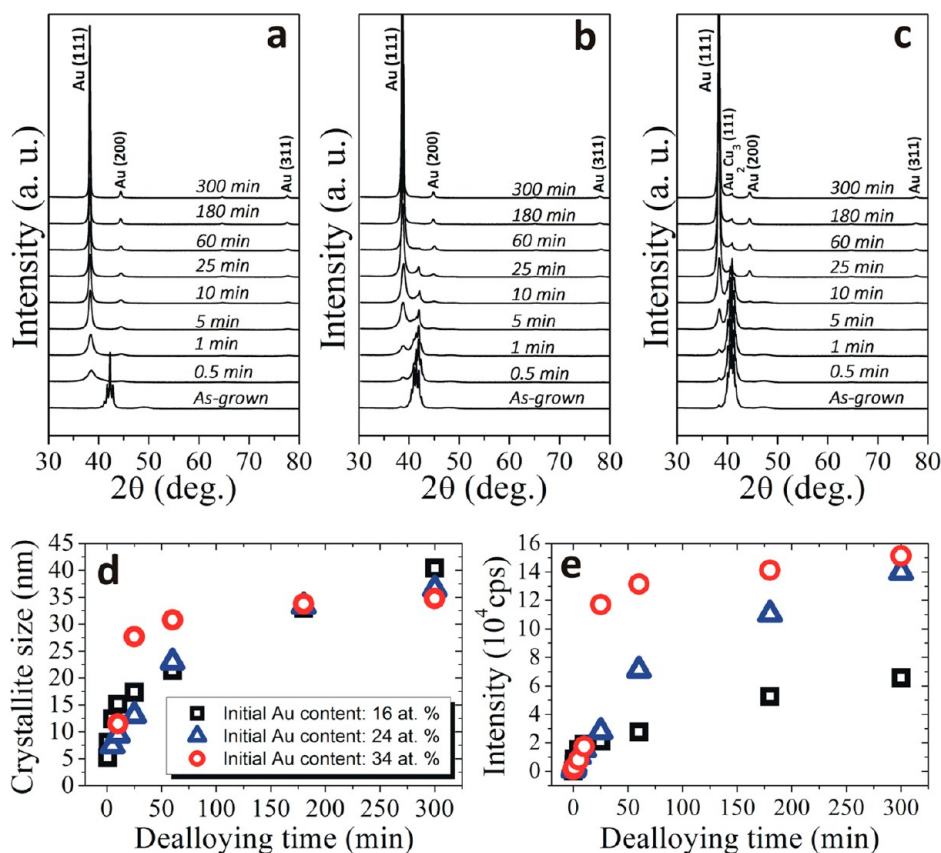 a
Intensity (a. u.)
Au (111)
Au (200)
Au (311)
300 min
180 min
60 min
25 min
10 min
5 min
1 min
0.5 min
As-grown
30 40 50 60 70 80
2θ (deg.)
b
Intensity (a. u.)
Au (111)
Au (200)
Au (311)
300 min
180 min
60 min
25 min
10 min
5 min
1 min
0.5 min
As-grown
30 40 50 60 70 80
2θ (deg.)
c
Intensity (a. u.)
Au (111)
Au2Cu3 (111)
Au (200)
Au (311)
300 min
180 min
60 min
25 min
10 min
5 min
1 min
0.5 min
As-grown
30 40 50 60 70 80
2θ (deg.)
d
Crystallite size (nm)
45
40
35
30
25
20
15
10
5
0
Initial Au content: 16 at. %
Initial Au content: 24 at. %
Initial Au content: 34 at. %
0 50 100 150 200 250 300
Dealloying time (min)
e
Intensity (10⁴cps)
16
14
12
10
8
6
4
2
0
0 50 100 150 200 250 300
Dealloying time (min)